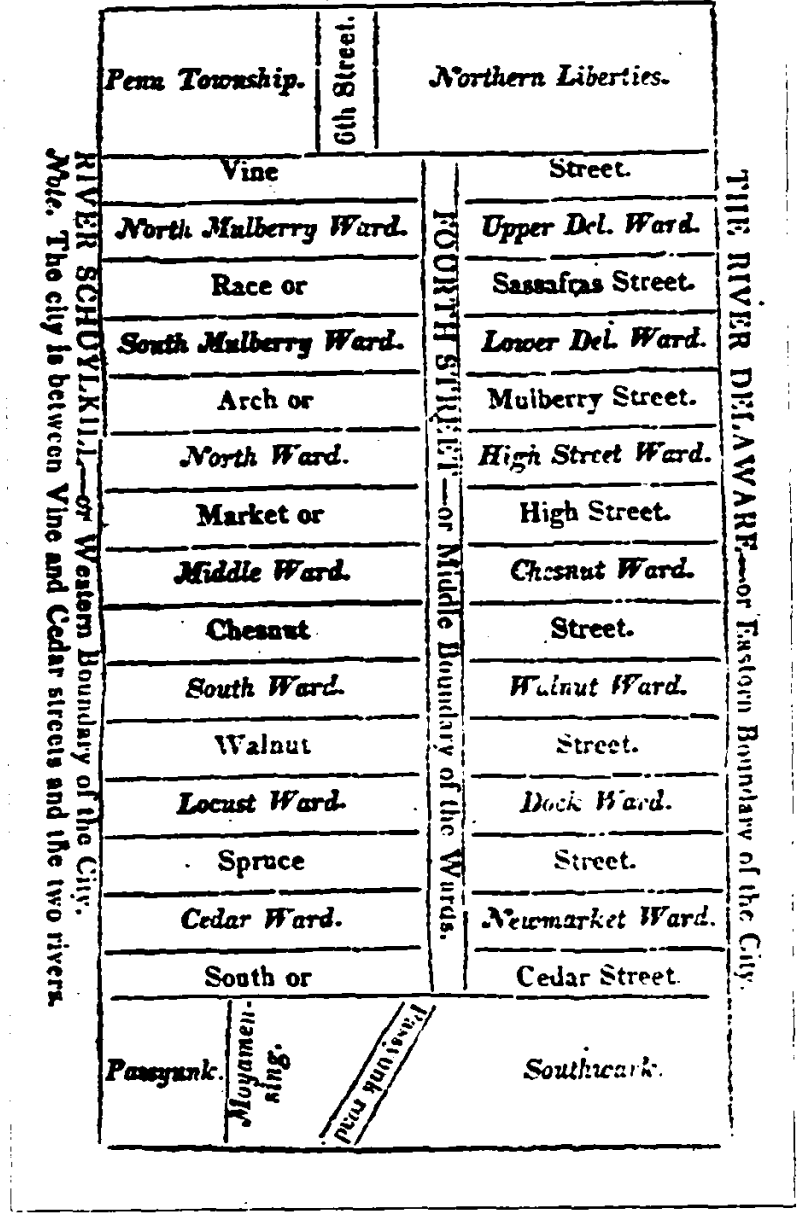 Penn Township.
6th Street.
Northern Liberties.
Vine Street.
North Mulberry Ward. Upper Del. Ward.
Race or Sassafras Street.
South Mulberry Ward. Lower Del. Ward.
Arch or Mulberry Street.
North Ward. High Street Ward.
Market or High Street.
Middle Ward. Chesnut Ward.
Chesnut Street.
South Ward. Walnut Ward.
Walnut Street.
Locust Ward. Dock Ward.
Spruce Street.
Cedar Ward. Newmarket Ward.
South or Cedar Street.
Passyunk.
Moyamen-
sing.
Passyunk road
Southwark.
FOURTH STREET—or Middle Boundary of the Wards.
THE RIVER DELAWARE,—or Eastern Boundary of the City.
RIVER SCHUYLKILL—or Western Boundary of the City.
Note. The city is between Vine and Cedar streets and the two rivers.